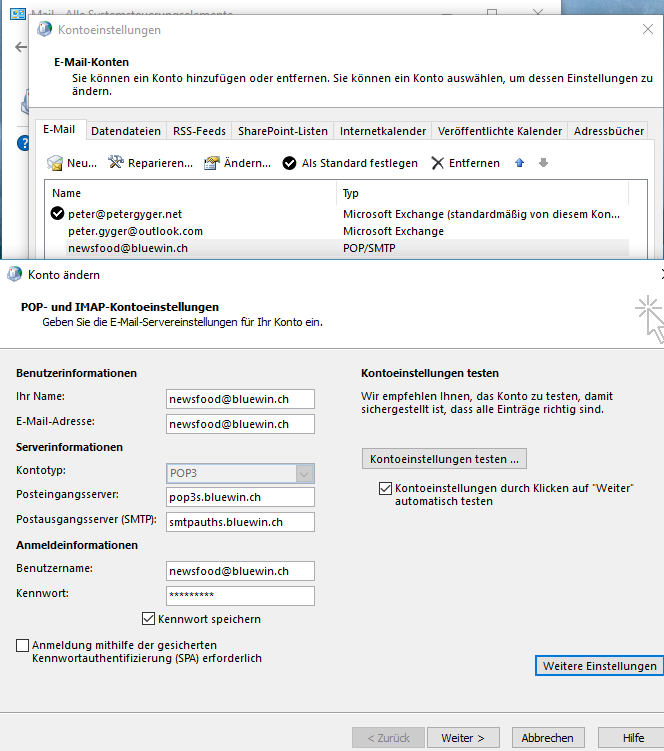 Mail - Alle Systemsteuerungselemente
Kontoeinstellungen
E-Mail-Konten
Sie können ein Konto hinzufügen oder entfernen. Sie können ein Konto auswählen, um dessen Einstellungen zu
ändern.
E-Mail Datendateien RSS-Feeds SharePoint-Listen Internetkalender Veröffentlichte Kalender Adressbücher
Neu... Reparieren... Ändern... Als Standard festlegen Entfernen
Name Typ
peter@petergyger.net Microsoft Exchange (standardmäßig von diesem Kon...
peter.gyger@outlook.com Microsoft Exchange
newsfood@bluewin.ch POP/SMTP
Konto ändern
POP- und IMAP-Kontoeinstellungen
Geben Sie die E-Mail-Servereinstellungen für Ihr Konto ein.
Benutzerinformationen
Ihr Name: newsfood@bluewin.ch
E-Mail-Adresse: newsfood@bluewin.ch
Serverinformationen
Kontotyp: POP3
Posteingangsserver: pop3s.bluewin.ch
Postausgangsserver (SMTP): smtpauths.bluewin.ch
Anmeldeinformationen
Benutzername: newsfood@bluewin.ch
Kennwort: *********
Kennwort speichern
Anmeldung mithilfe der gesicherten
Kennwortauthentifizierung (SPA) erforderlich
Kontoeinstellungen testen
Wir empfehlen Ihnen, das Konto zu testen, damit
sichergestellt ist, dass alle Einträge richtig sind.
Kontoeinstellungen testen ...
Kontoeinstellungen durch Klicken auf "Weiter"
automatisch testen
Weitere Einstellungen
< Zurück Weiter > Abbrechen Hilfe